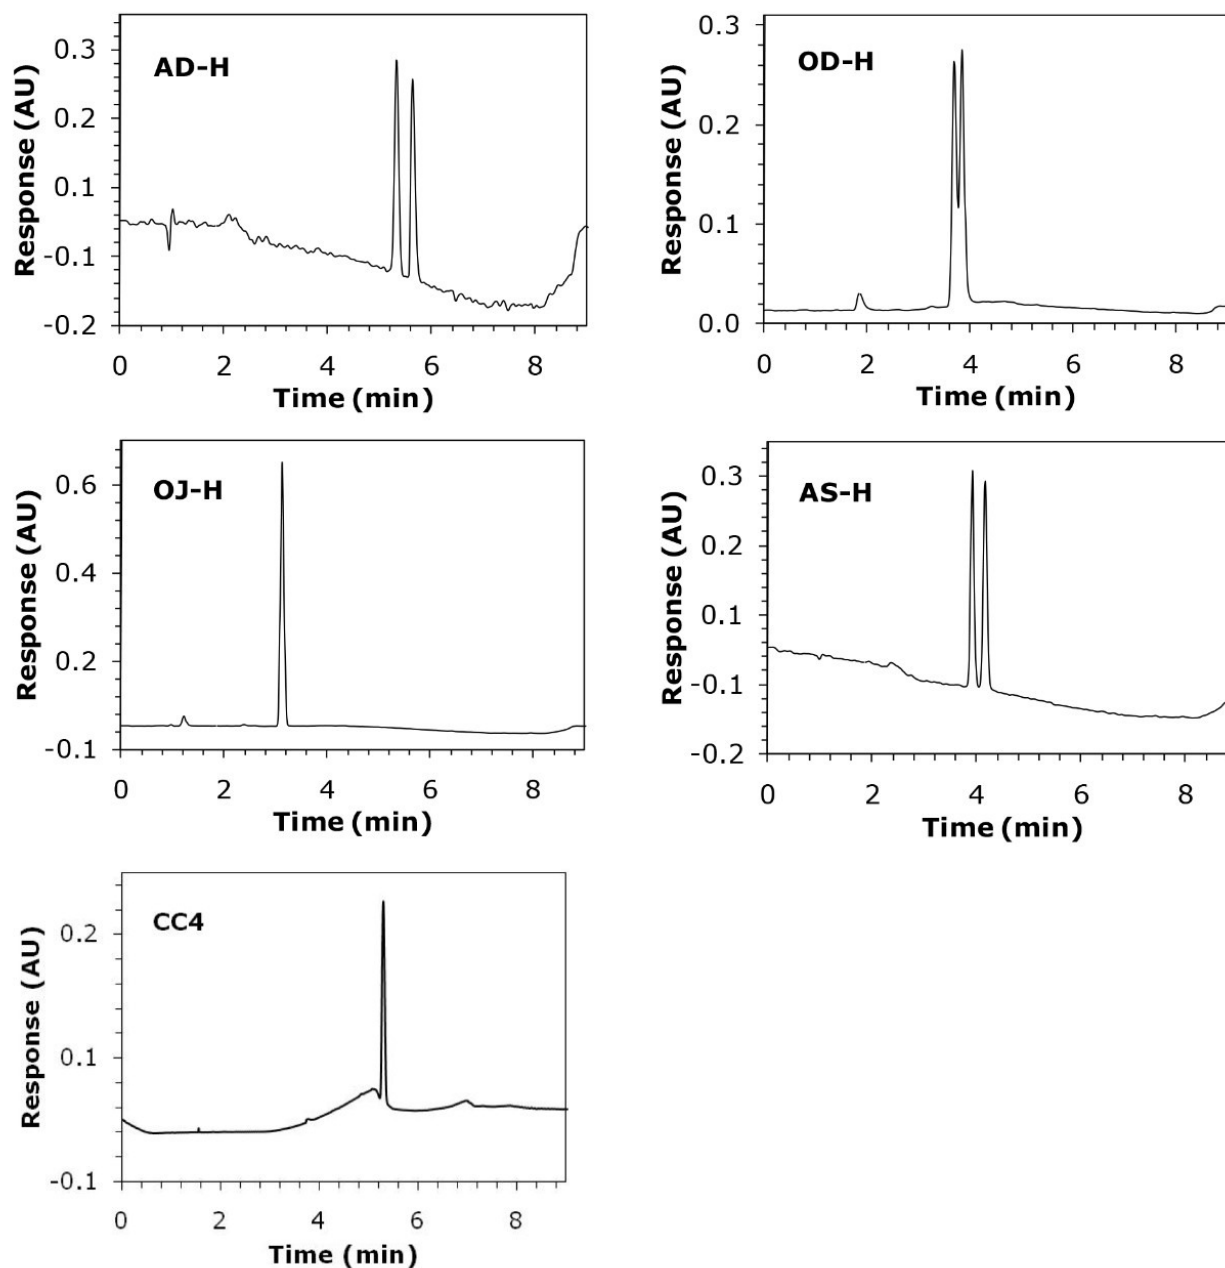 AD-H
Response (AU)
0.3
0.2
0.1
-0.1
-0.2
0 2 4 6 8
Time (min)
OD-H
Response (AU)
0.3
0.2
0.1
0.0
0 2 4 6 8
Time (min)
OJ-H
Response (AU)
0.6
0.4
0.2
-0.1
0 2 4 6 8
Time (min)
AS-H
Response (AU)
0.3
0.2
0.1
-0.1
-0.2
0 2 4 6 8
Time (min)
CC4
Response (AU)
0.2
0.1
-0.1
0 2 4 6 8
Time (min)